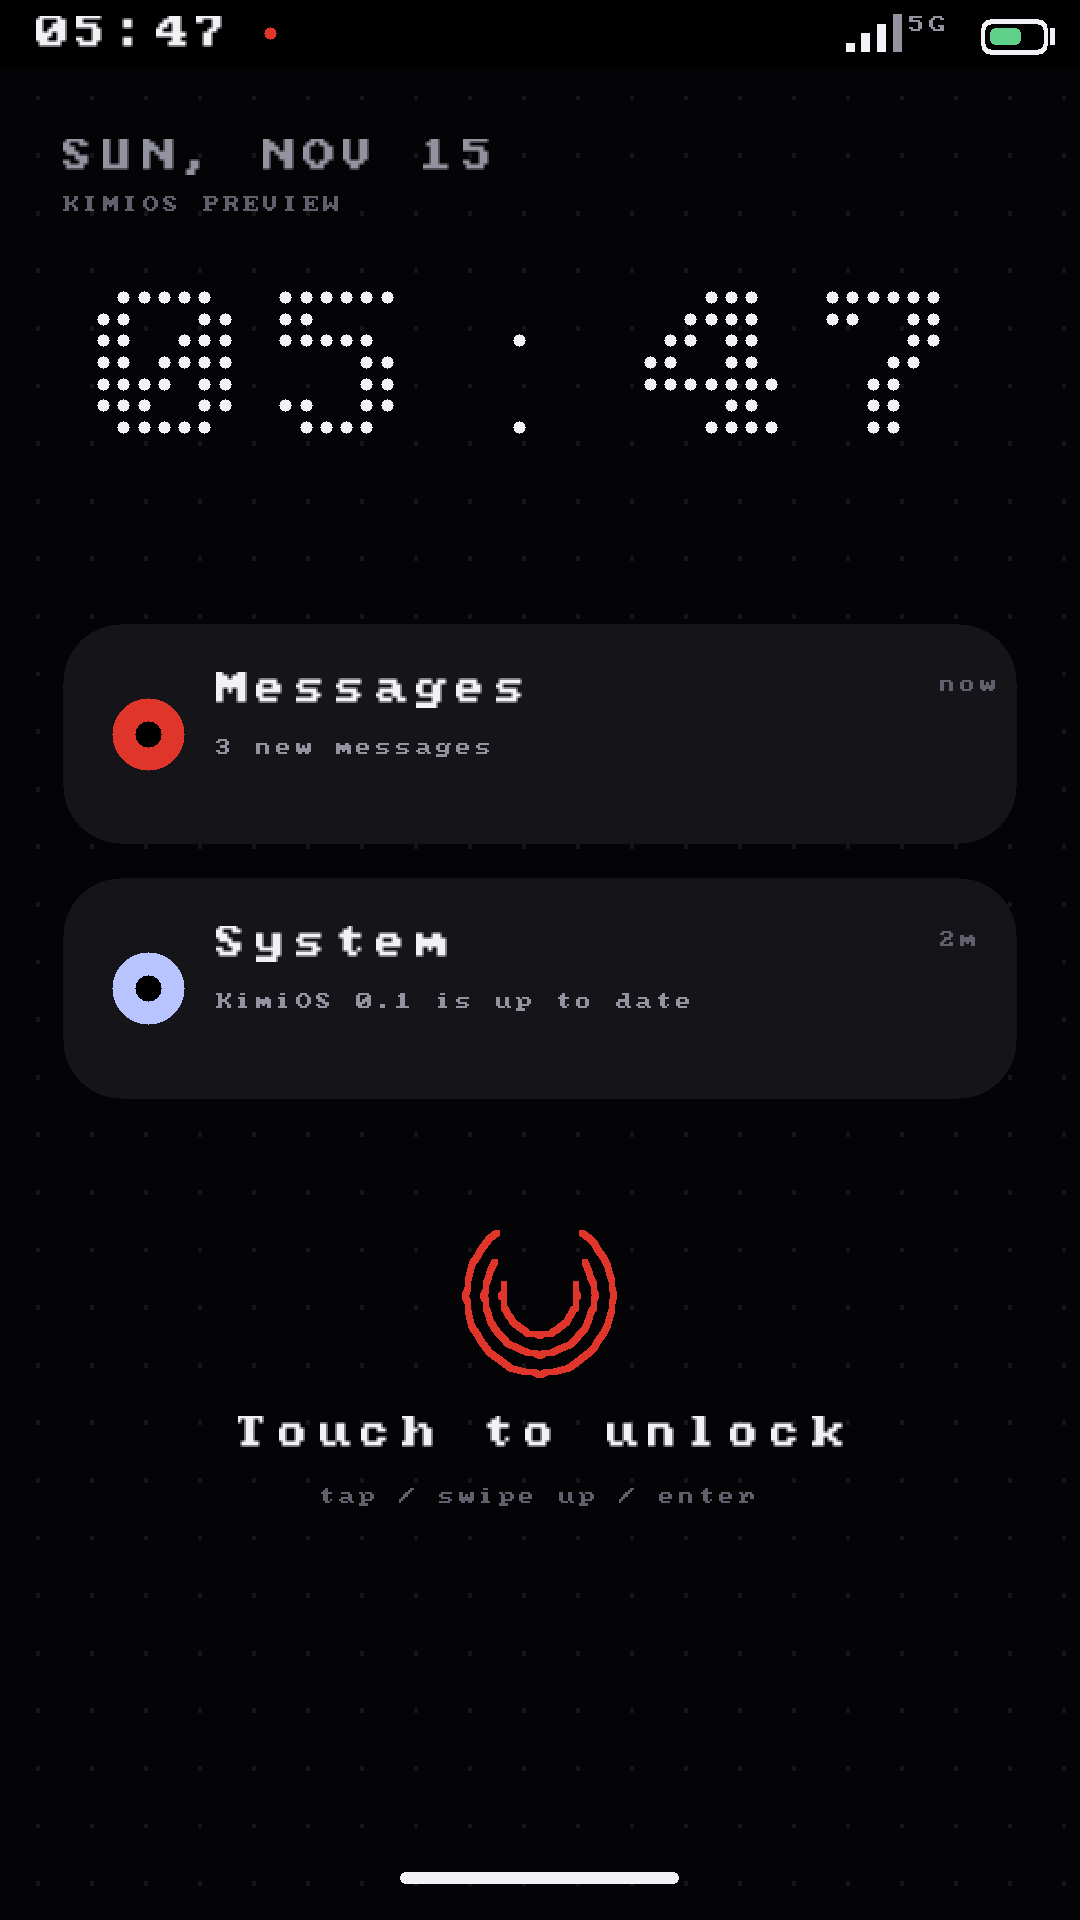 05:47
5G
SUN, NOV 15
KIMIOS PREVIEW
05:47
Messages
now
3 new messages
System
2m
KimiOS 0.1 is up to date
Touch to unlock
tap / swipe up / enter